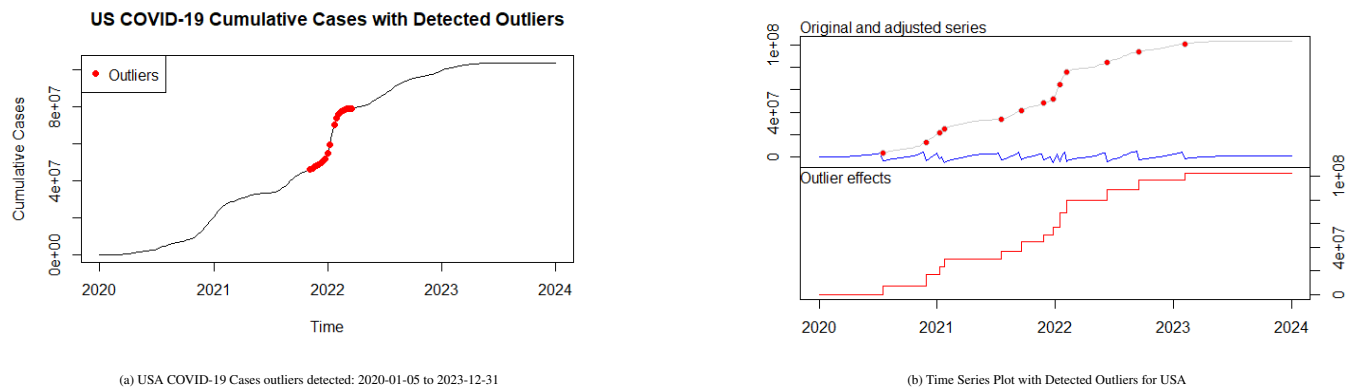 US COVID-19 Cumulative Cases with Detected Outliers
Outliers
Cumulative Cases
8e+07
4e+07
0e+00
2020 2021 2022 2023 2024
Time
(a) USA COVID-19 Cases outliers detected: 2020-01-05 to 2023-12-31
Original and adjusted series
1e+08
4e+07
0
Outlier effects
1e+08
4e+07
0
2020 2021 2022 2023 2024
(b) Time Series Plot with Detected Outliers for USA